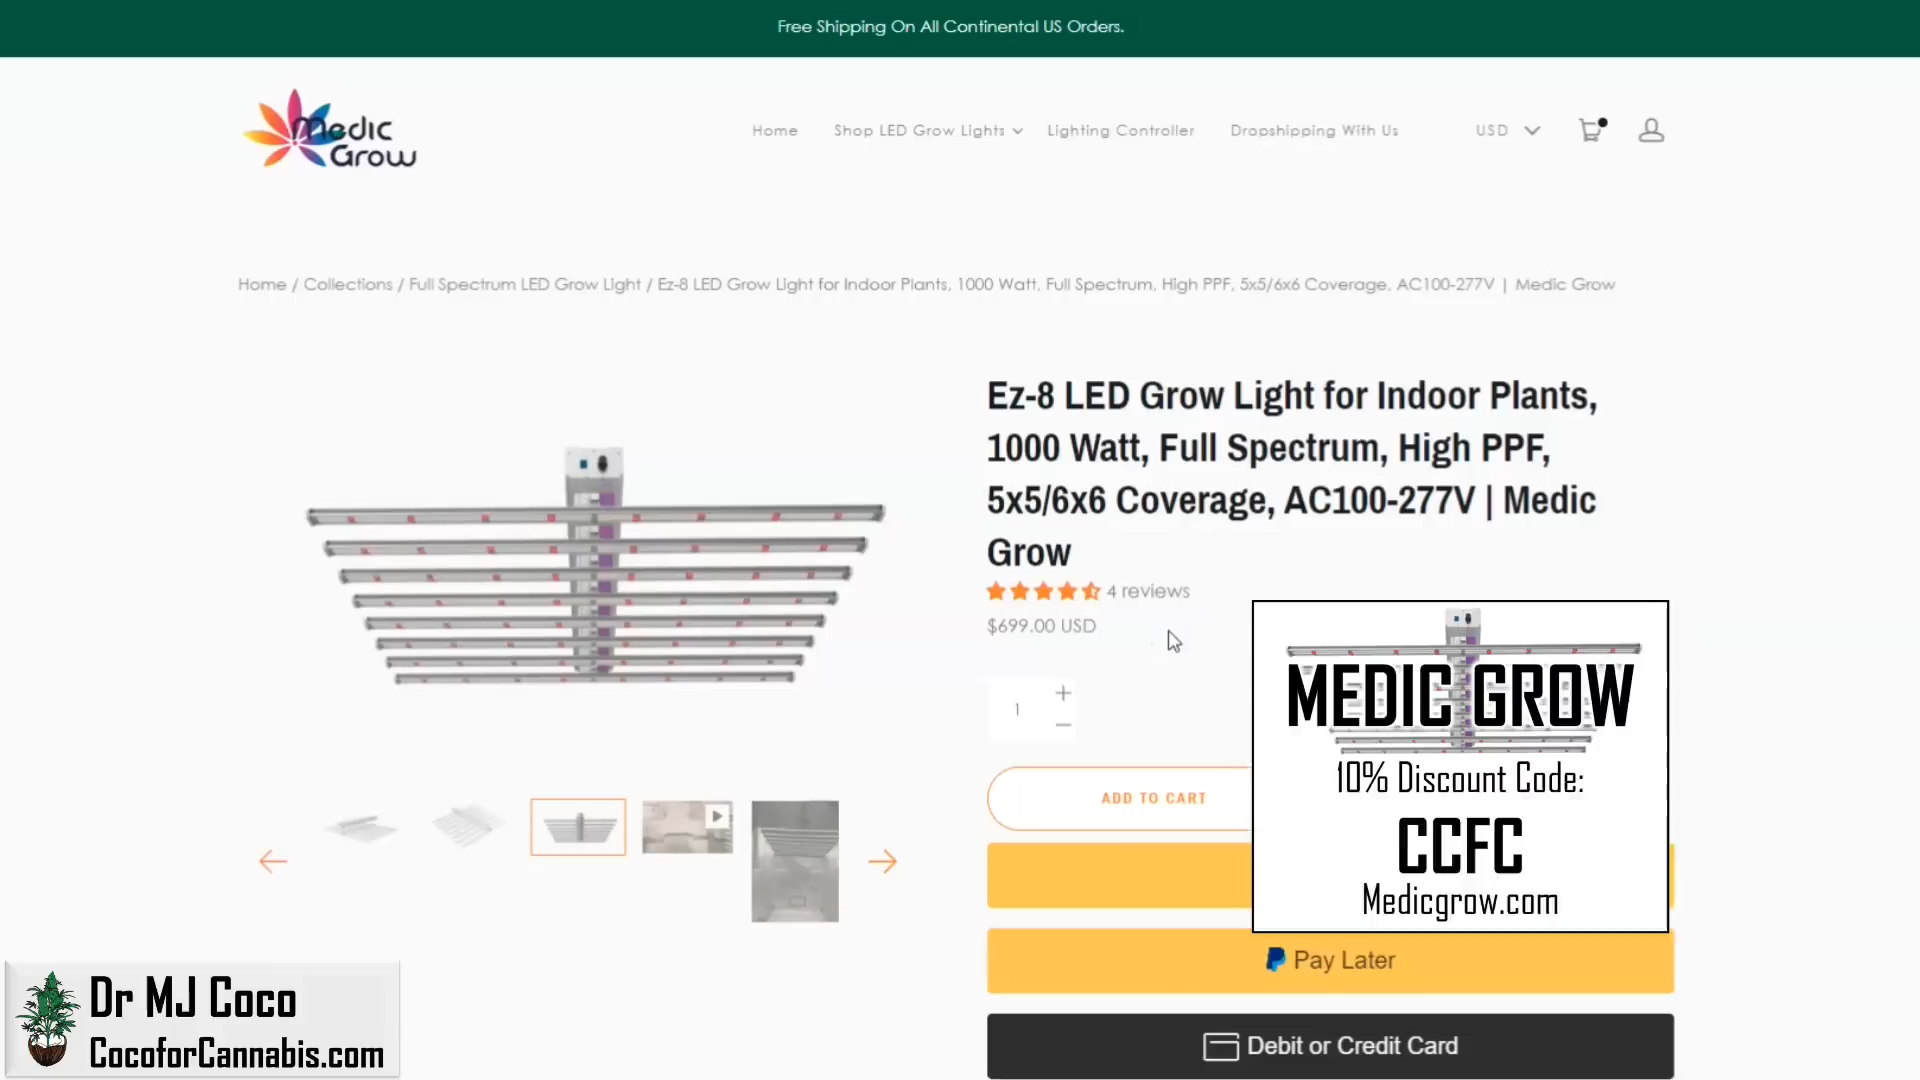 Free Shipping On All Continental US Orders.
Medic
Grow
Home
Shop LED Grow Lights
Lighting Controller
Dropshipping With Us
USD
Home / Collections / Full Spectrum LED Grow Light / Ez-8 LED Grow Light for Indoor Plants, 1000 Watt, Full Spectrum, High PPF, 5x5/6x6 Coverage, AC100-277V | Medic Grow
Ez-8 LED Grow Light for Indoor Plants,
1000 Watt, Full Spectrum, High PPF,
5x5/6x6 Coverage, AC100-277V | Medic
Grow
4 reviews
$699.00 USD
1
+
−
ADD TO CART
MEDIC GROW
10% Discount Code:
CCFC
Medicgrow.com
Pay Later
Debit or Credit Card
Dr MJ Coco
CocoforCannabis.com